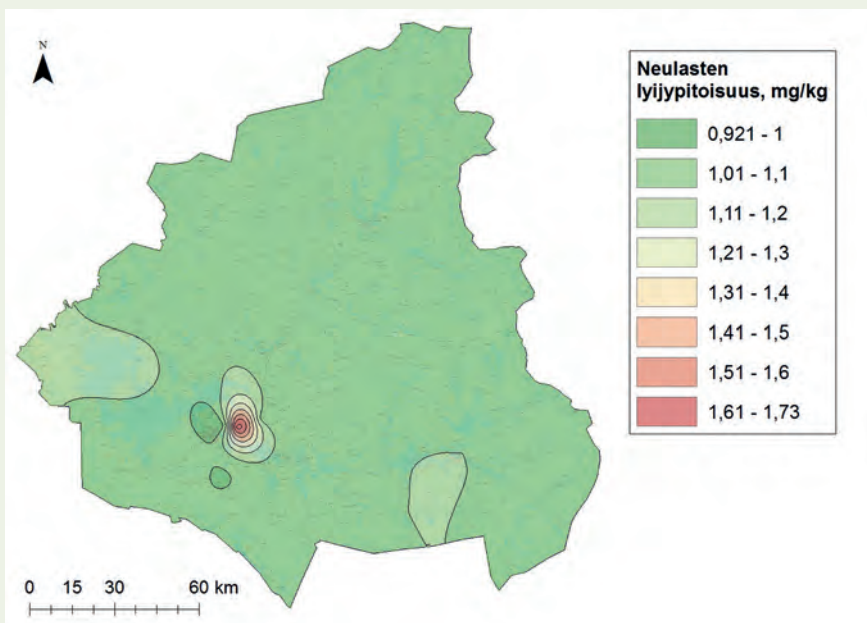 N
Neulasten
lyijypitoisuus, mg/kg
0,921 - 1
1,01 - 1,1
1,11 - 1,2
1,21 - 1,3
1,31 - 1,4
1,41 - 1,5
1,51 - 1,6
1,61 - 1,73
0 15 30 60 km